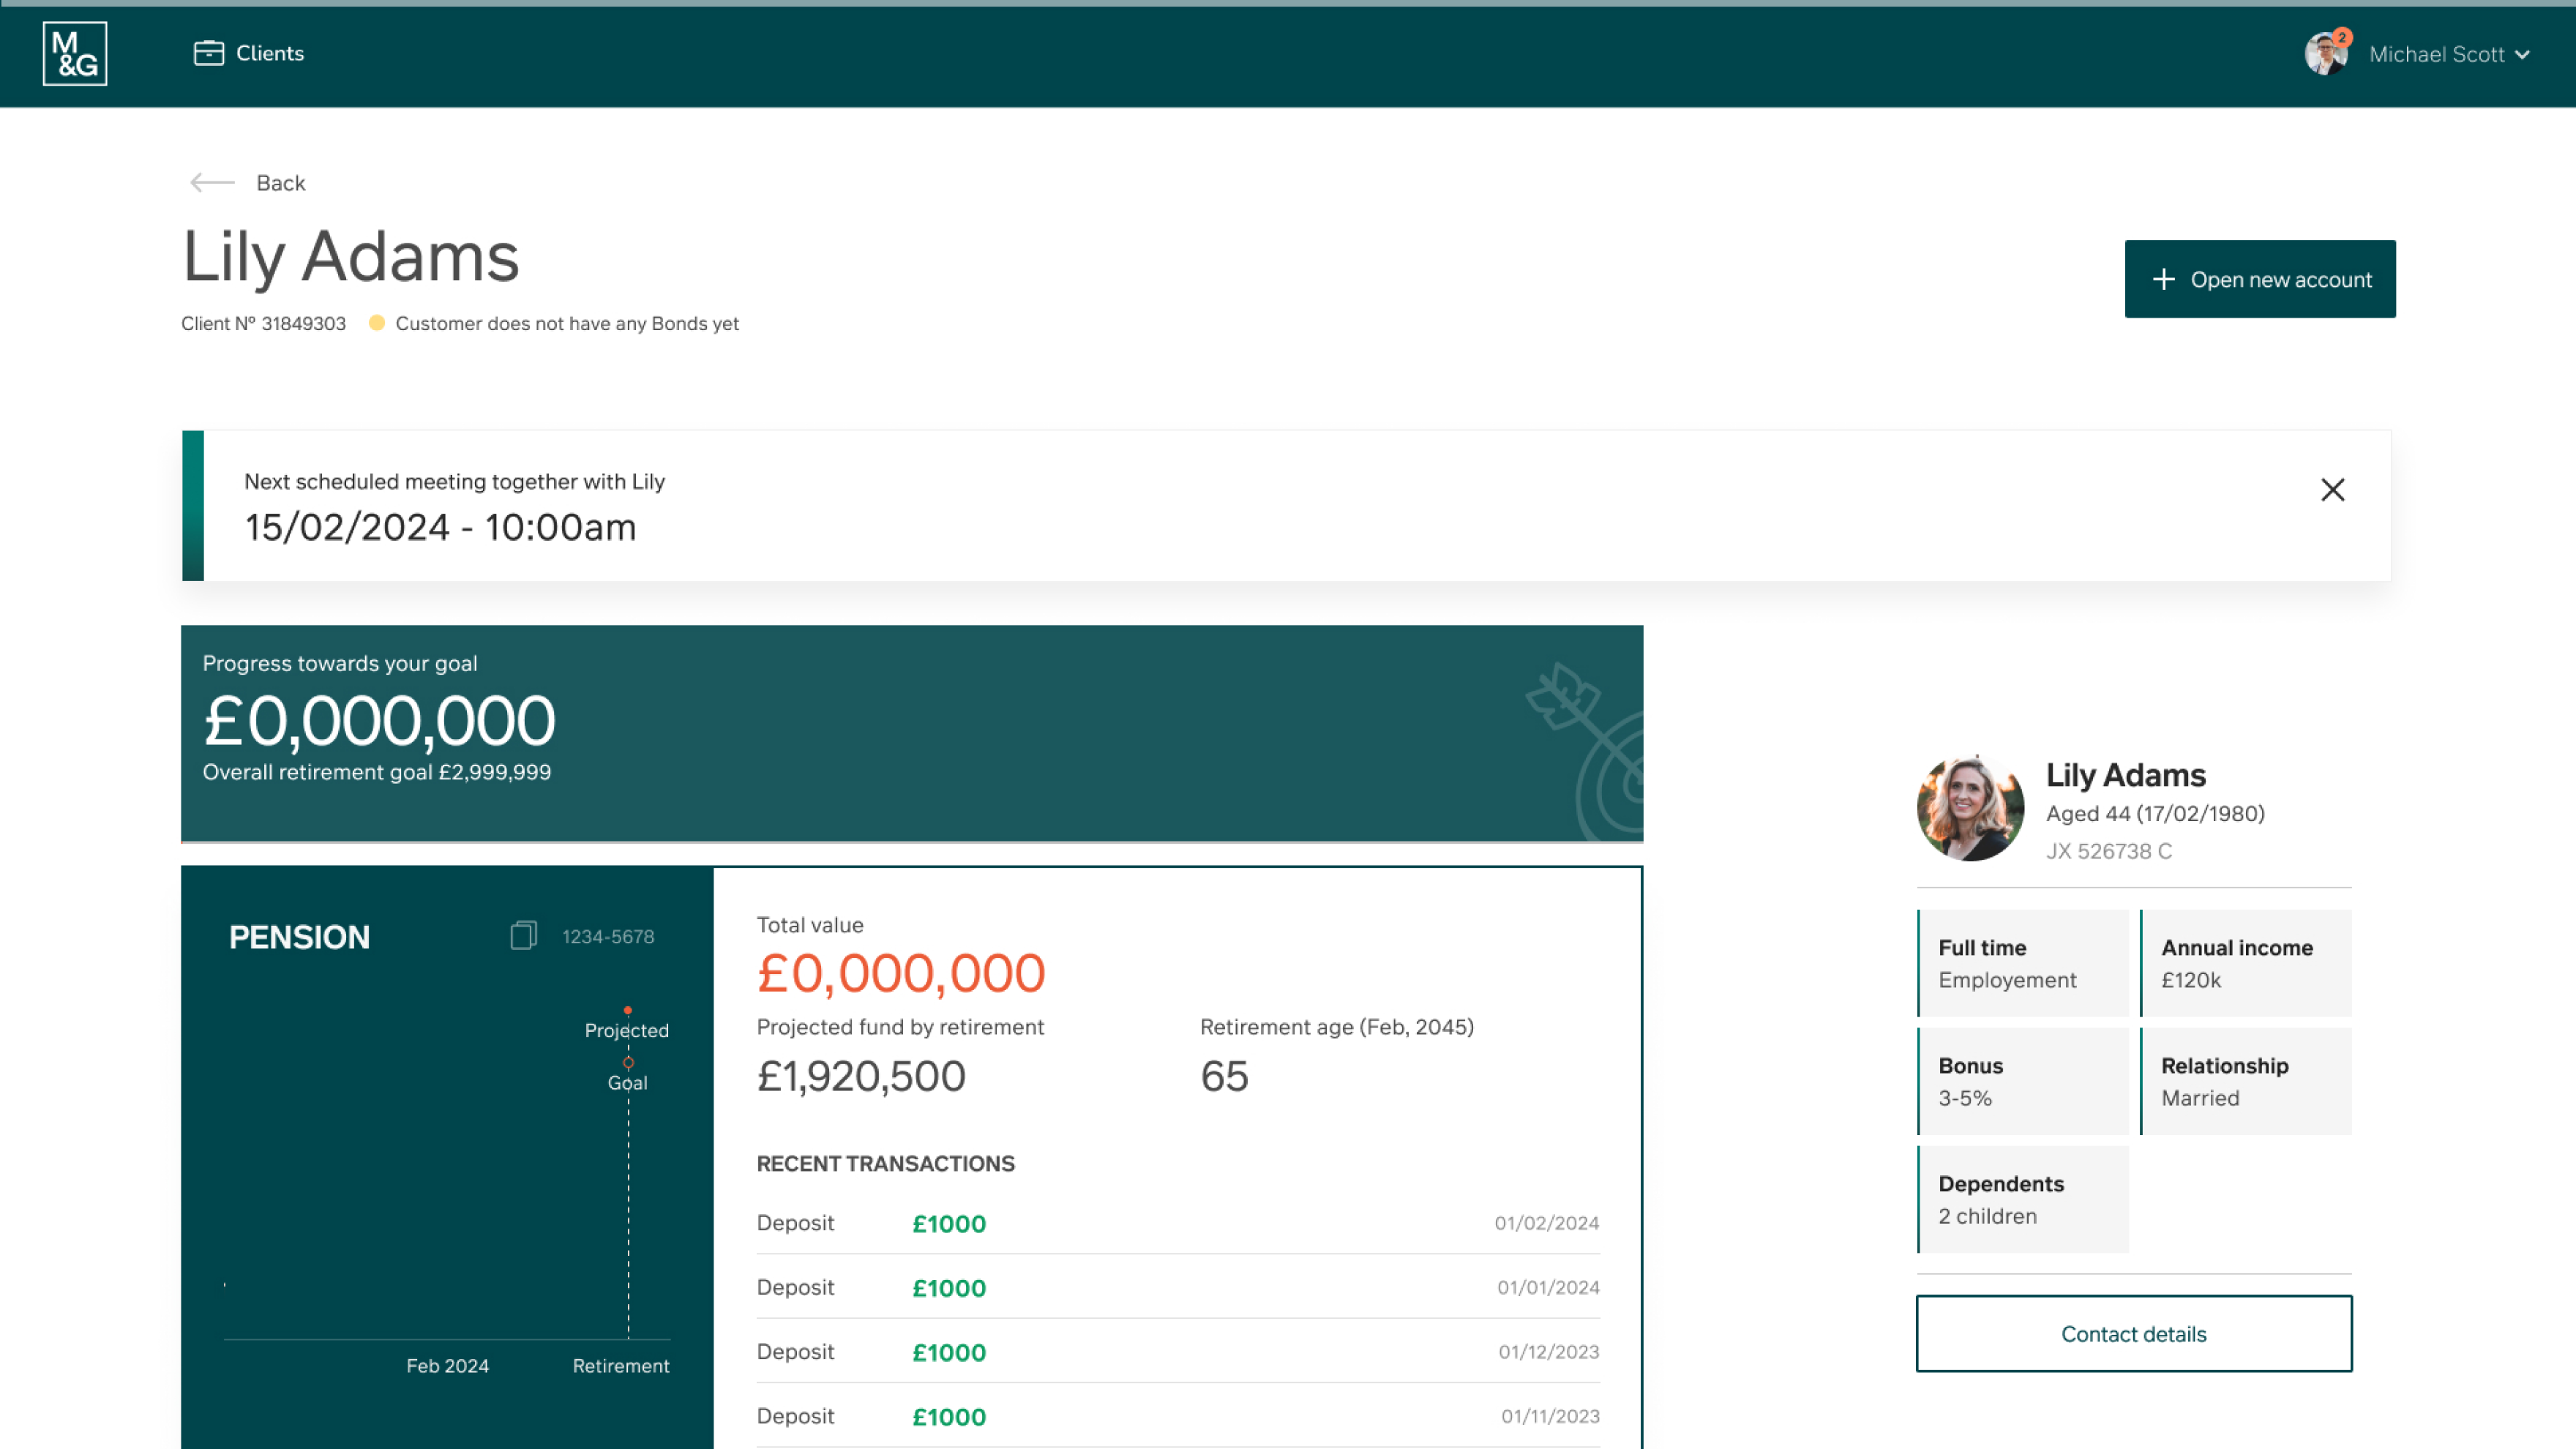 M
&G
Clients
2
Michael Scott
Back
Lily Adams
Open new account
Client Nº 31849303
Customer does not have any Bonds yet
Next scheduled meeting together with Lily
15/02/2024 - 10:00am
Progress towards your goal
£0,000,000
Overall retirement goal £2,999,999
PENSION
1234-5678
Projected
Goal
Feb 2024
Retirement
Total value
£0,000,000
Projected fund by retirement
£1,920,500
Retirement age (Feb, 2045)
65
RECENT TRANSACTIONS
Deposit £1000 01/02/2024
Deposit £1000 01/01/2024
Deposit £1000 01/12/2023
Deposit £1000 01/11/2023
Lily Adams
Aged 44 (17/02/1980)
JX 526738 C
Full time
Employement
Annual income
£120k
Bonus
3-5%
Relationship
Married
Dependents
2 children
Contact details